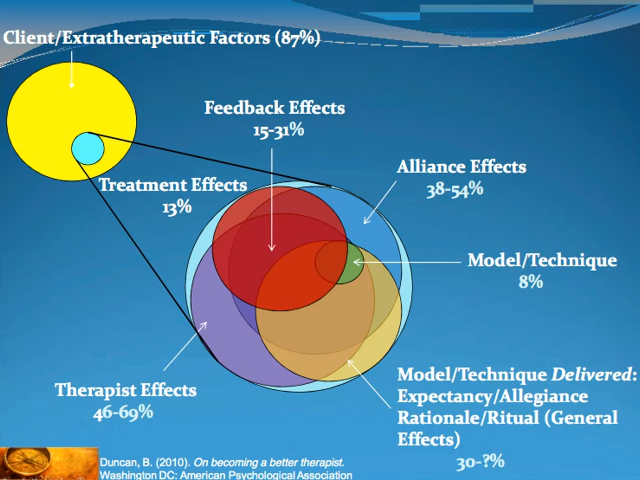 Client/Extratherapeutic Factors (87%)
Feedback Effects
15-31%
Alliance Effects
38-54%
Treatment Effects
13%
Model/Technique
8%
Model/Technique Delivered:
Expectancy/Allegiance
Rationale/Ritual (General
Effects)
30-?%
Therapist Effects
46-69%
Duncan, B. (2010). On becoming a better therapist.
Washington DC: American Psychological Association